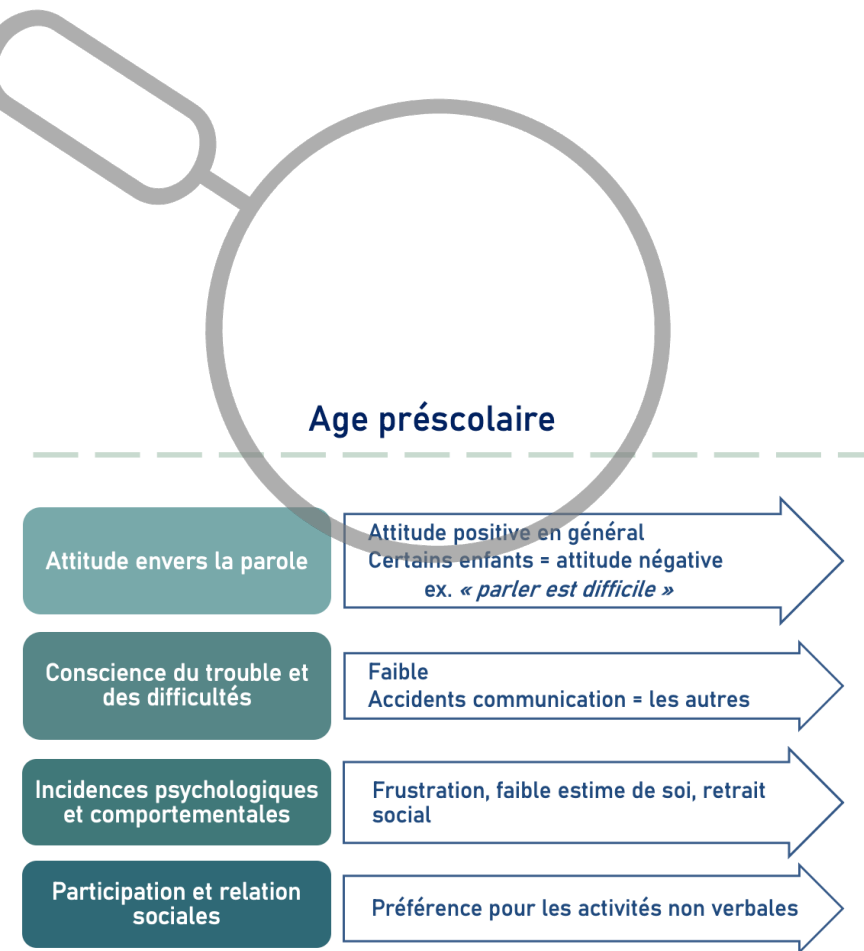 Age préscolaire
Attitude envers la parole
Attitude positive en général
Certains enfants = attitude négative
ex. « parler est difficile »
Conscience du trouble et
des difficultés
Faible
Accidents communication = les autres
Incidences psychologiques
et comportementales
Frustration, faible estime de soi, retrait
social
Participation et relation
sociales
Préférence pour les activités non verbales